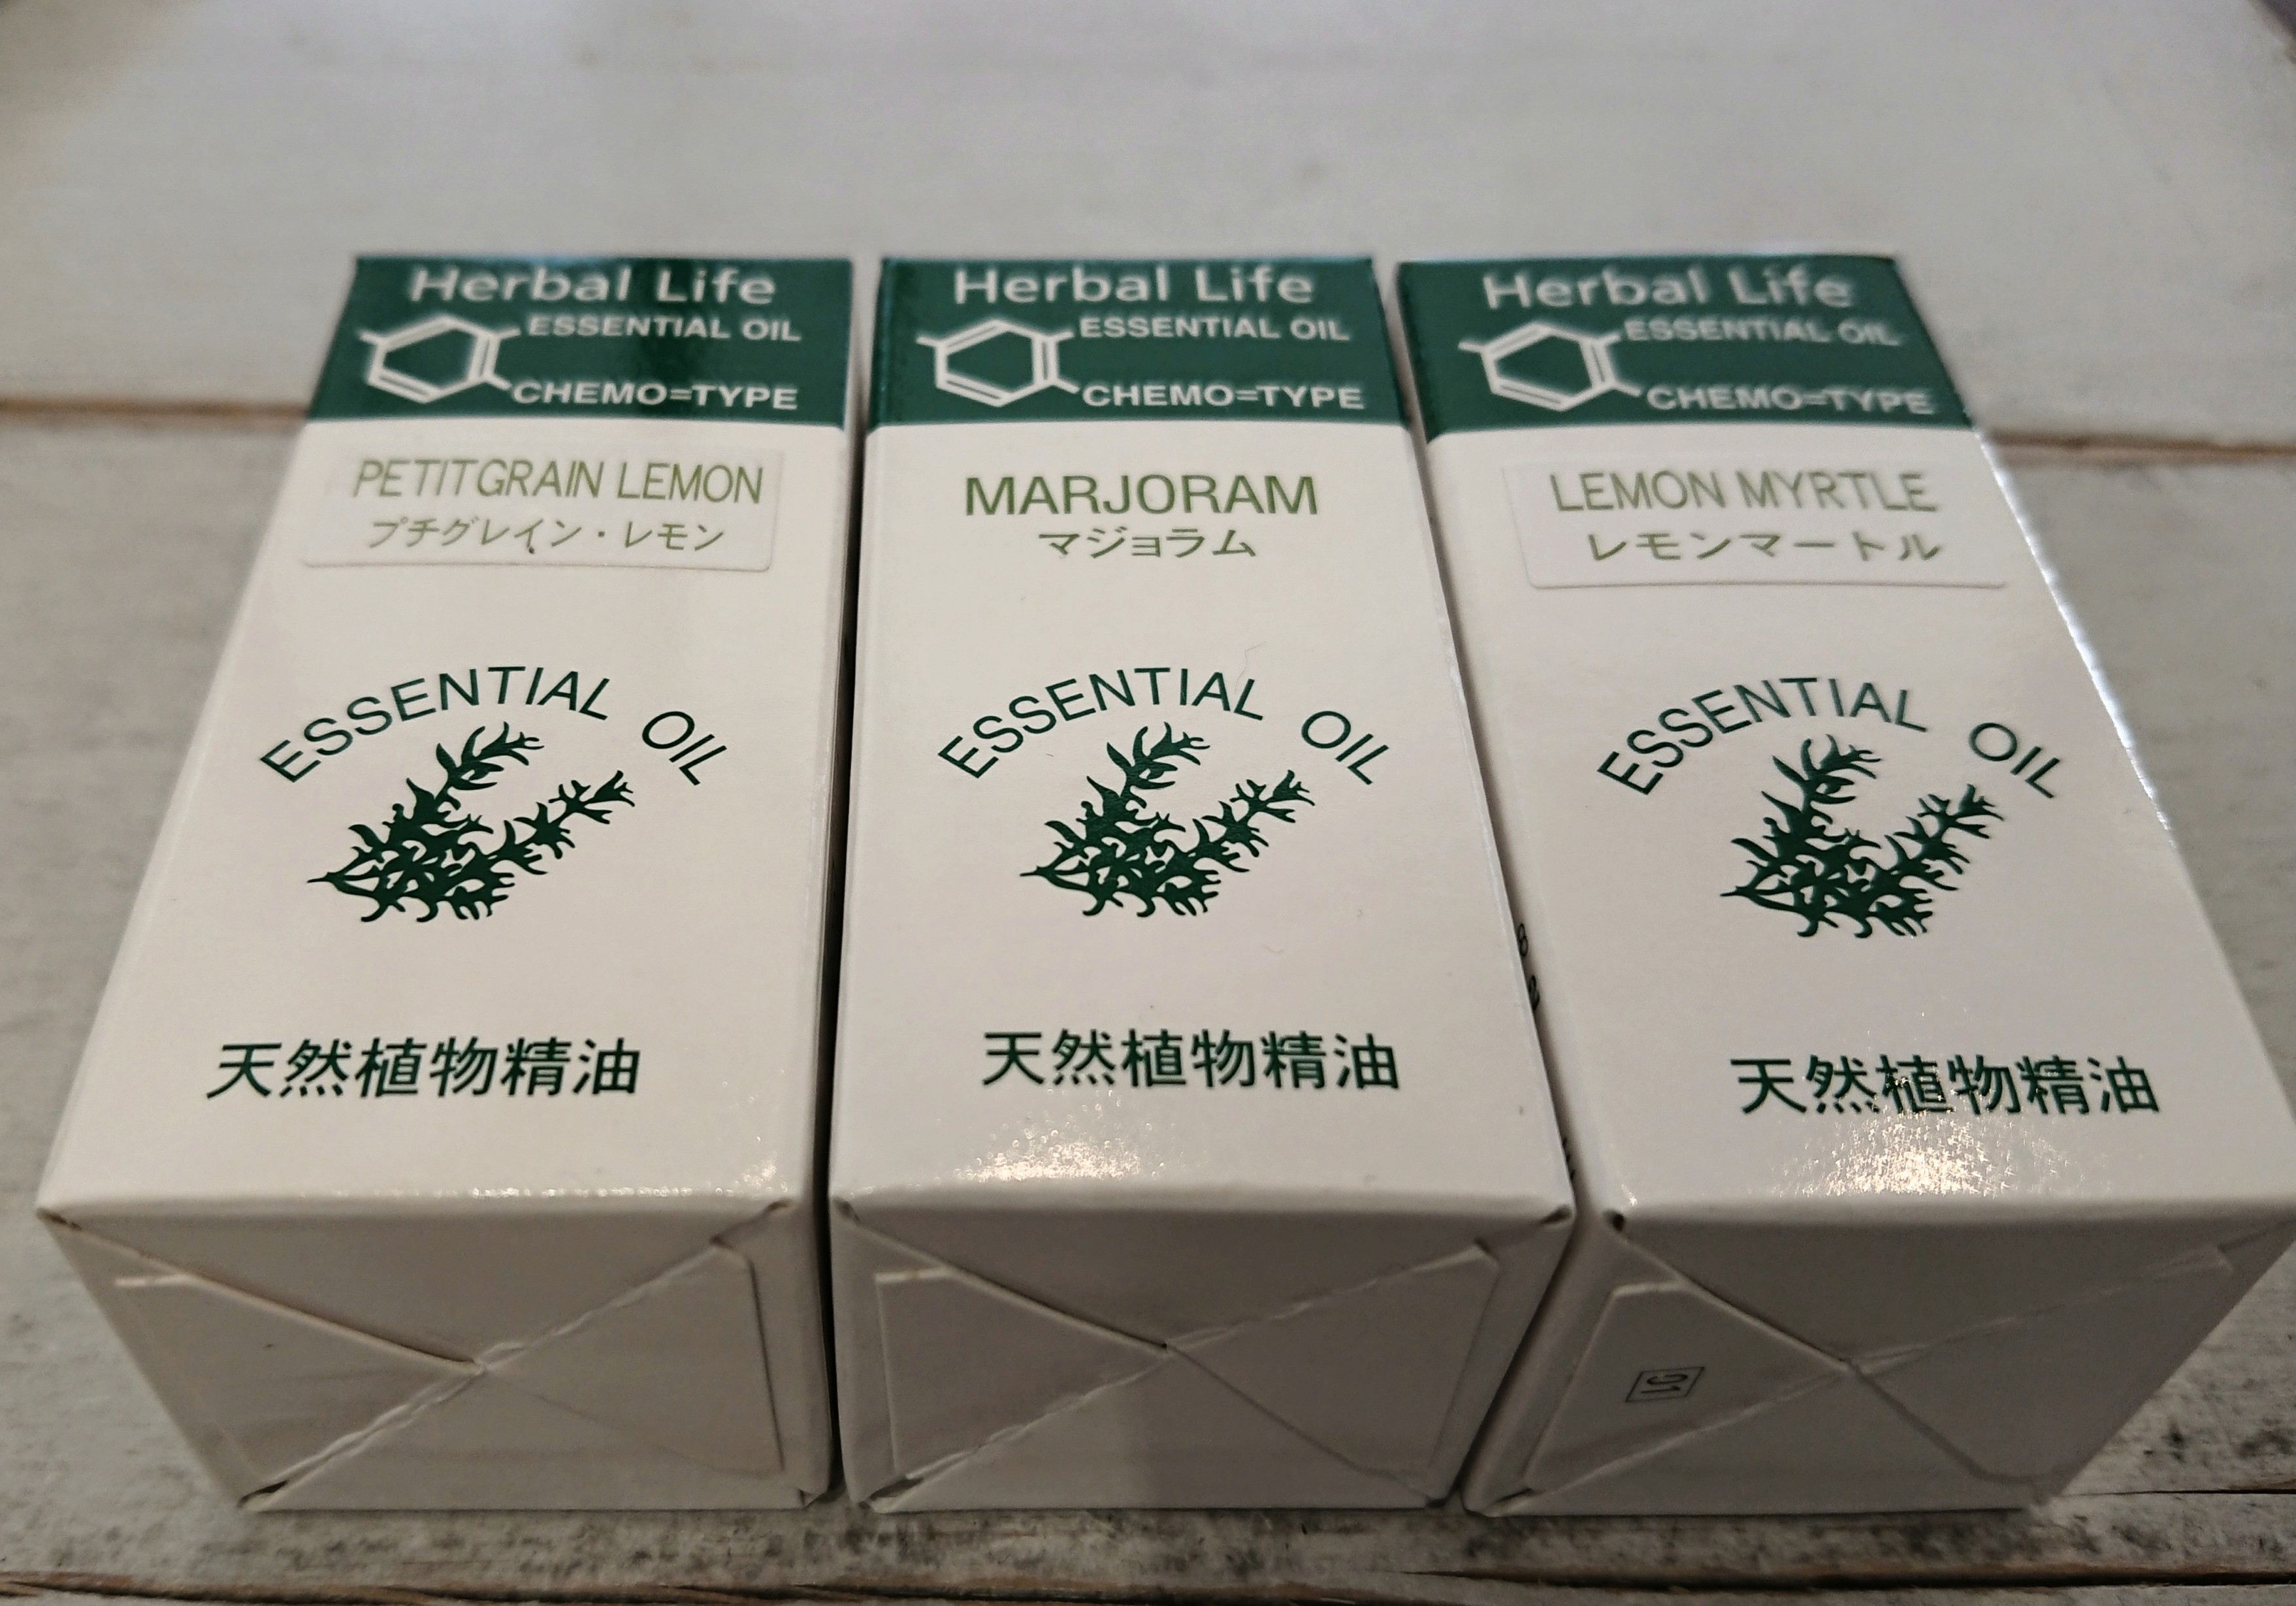 Herbal Life
ESSENTIAL OIL
CHEMO=TYPE
PETITGRAIN LEMON
プチグレイン・レモン
ESSENTIAL OIL
天然植物精油
Herbal Life
ESSENTIAL OIL
CHEMO=TYPE
MARJORAM
マジョラム
ESSENTIAL OIL
天然植物精油
Herbal Life
ESSENTIAL OIL
CHEMO=TYPE
LEMON MYRTLE
レモンマートル
ESSENTIAL OIL
天然植物精油
01